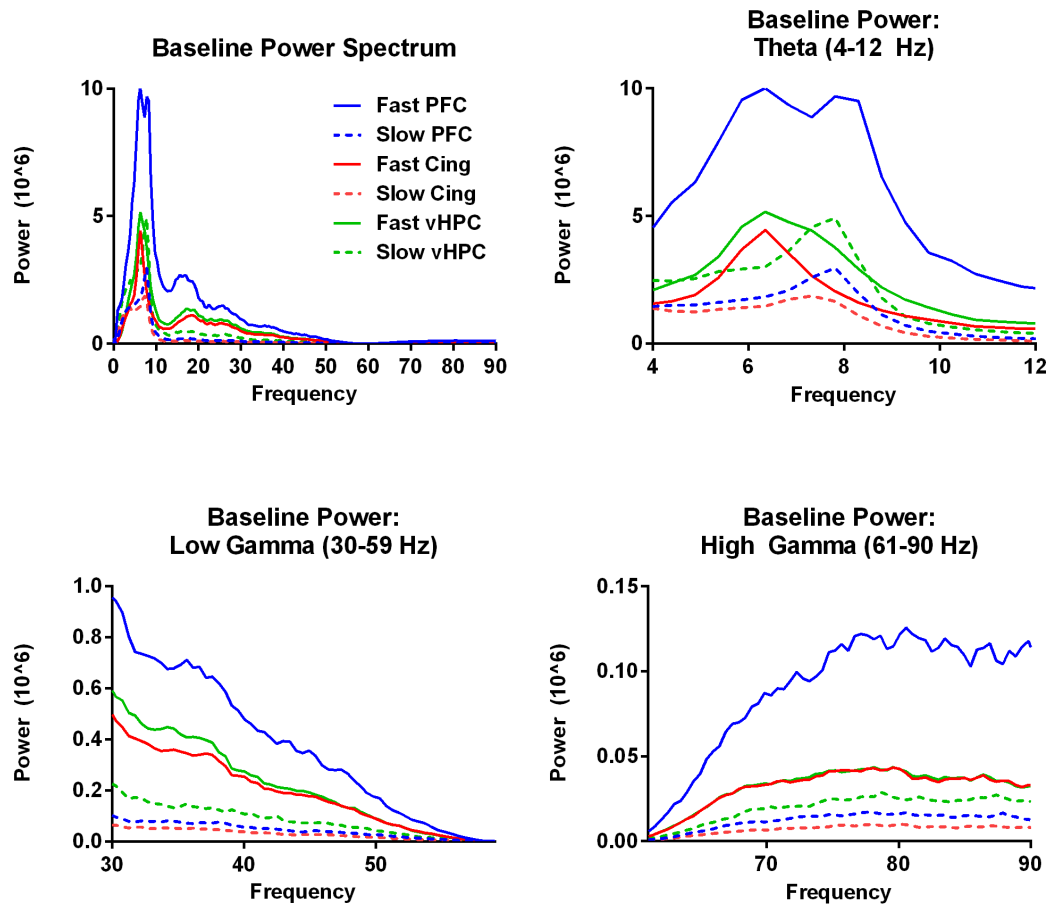 Baseline Power Spectrum
Power (10^6)
10
5
0
0 10 20 30 40 50 60 70 80 90
Frequency
Fast PFC
Slow PFC
Fast Cing
Slow Cing
Fast vHPC
Slow vHPC
Baseline Power:
Theta (4-12 Hz)
Power (10^6)
10
5
0
4 6 8 10 12
Frequency
Baseline Power:
Low Gamma (30-59 Hz)
Power (10^6)
1.0
0.8
0.6
0.4
0.2
0.0
30 40 50
Frequency
Baseline Power:
High Gamma (61-90 Hz)
Power (10^6)
0.15
0.10
0.05
0.00
70 80 90
Frequency